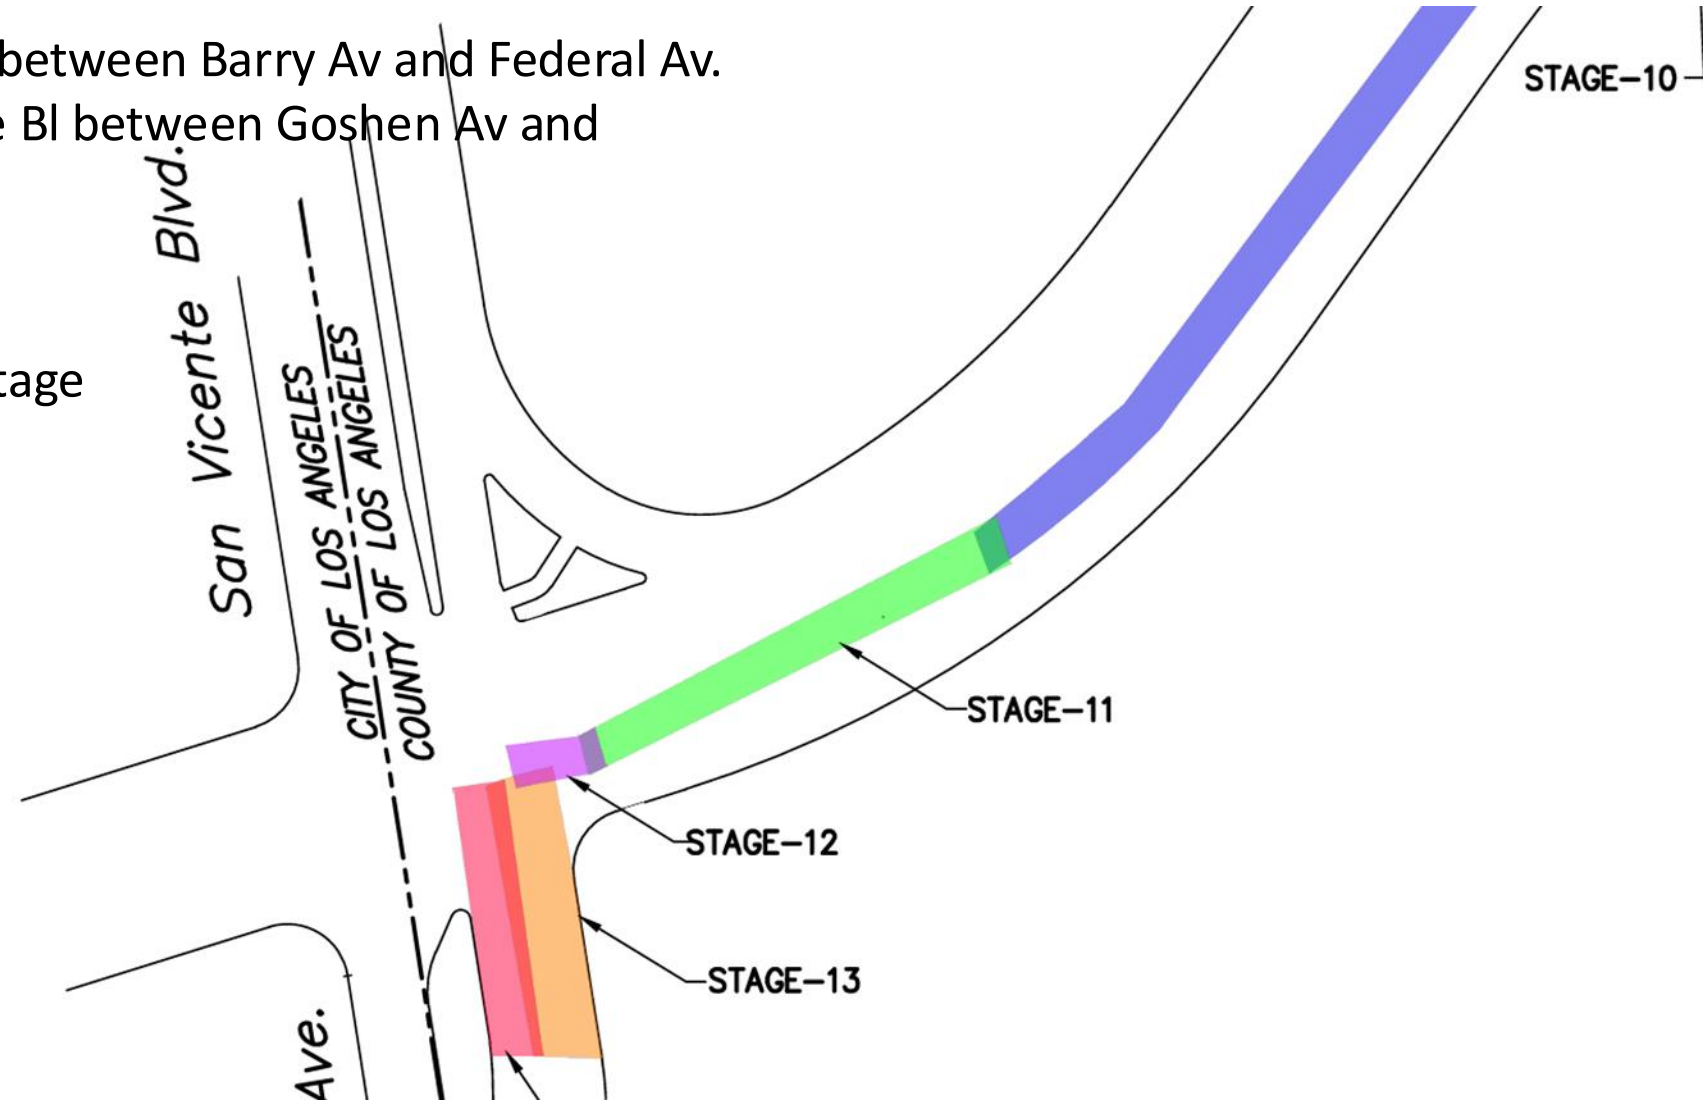 between Barry Av and Federal Av.
Bl between Goshen Av and
STAGE-10
San Vicente Blvd.
CITY OF LOS ANGELES
COUNTY OF LOS ANGELES
STAGE-11
STAGE-12
STAGE-13
Ave.